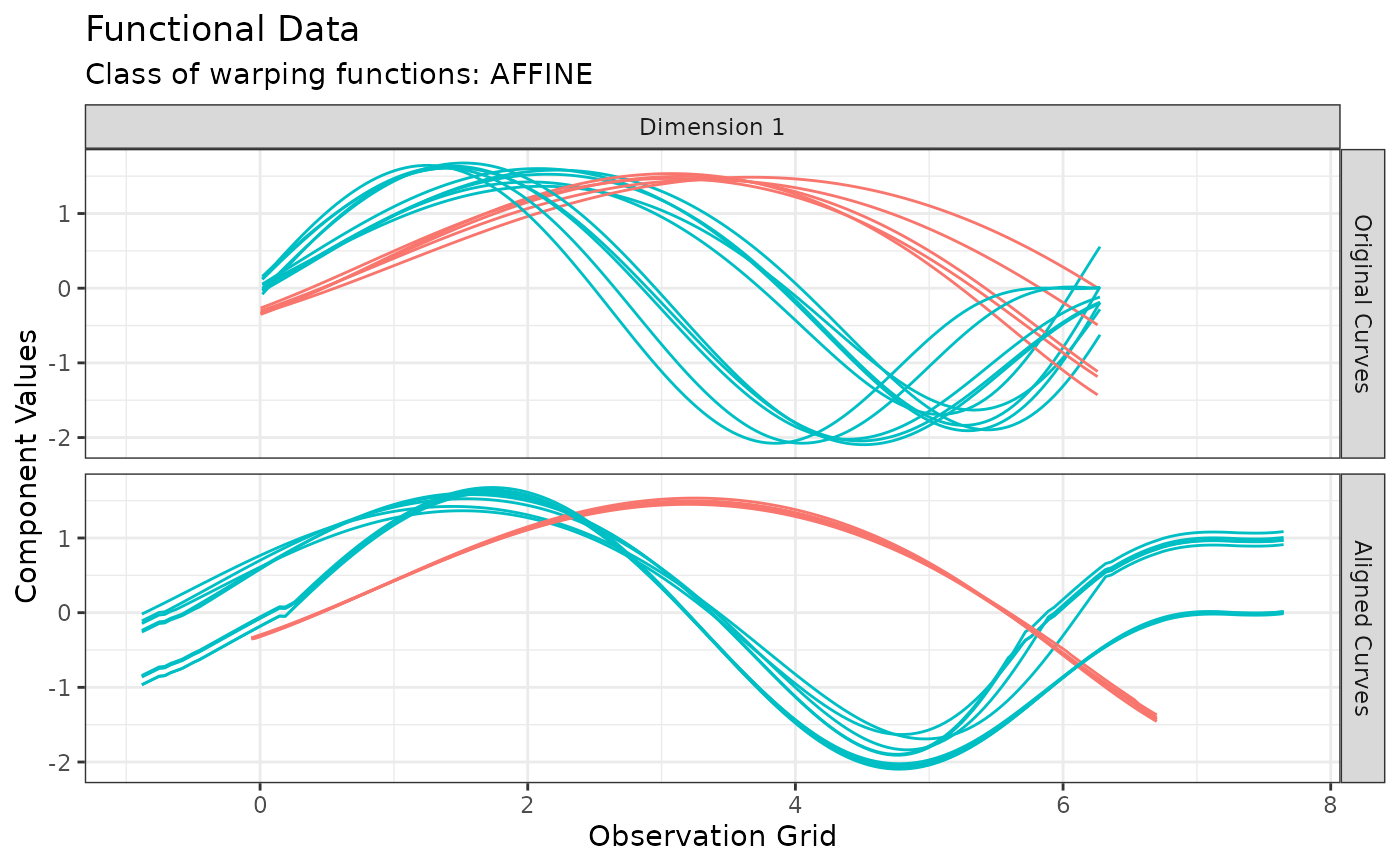 Functional Data
Class of warping functions: AFFINE
Dimension 1
Component Values
1
0
-1
-2
Original Curves
1
0
-1
-2
Aligned Curves
0 2 4 6 8
Observation Grid